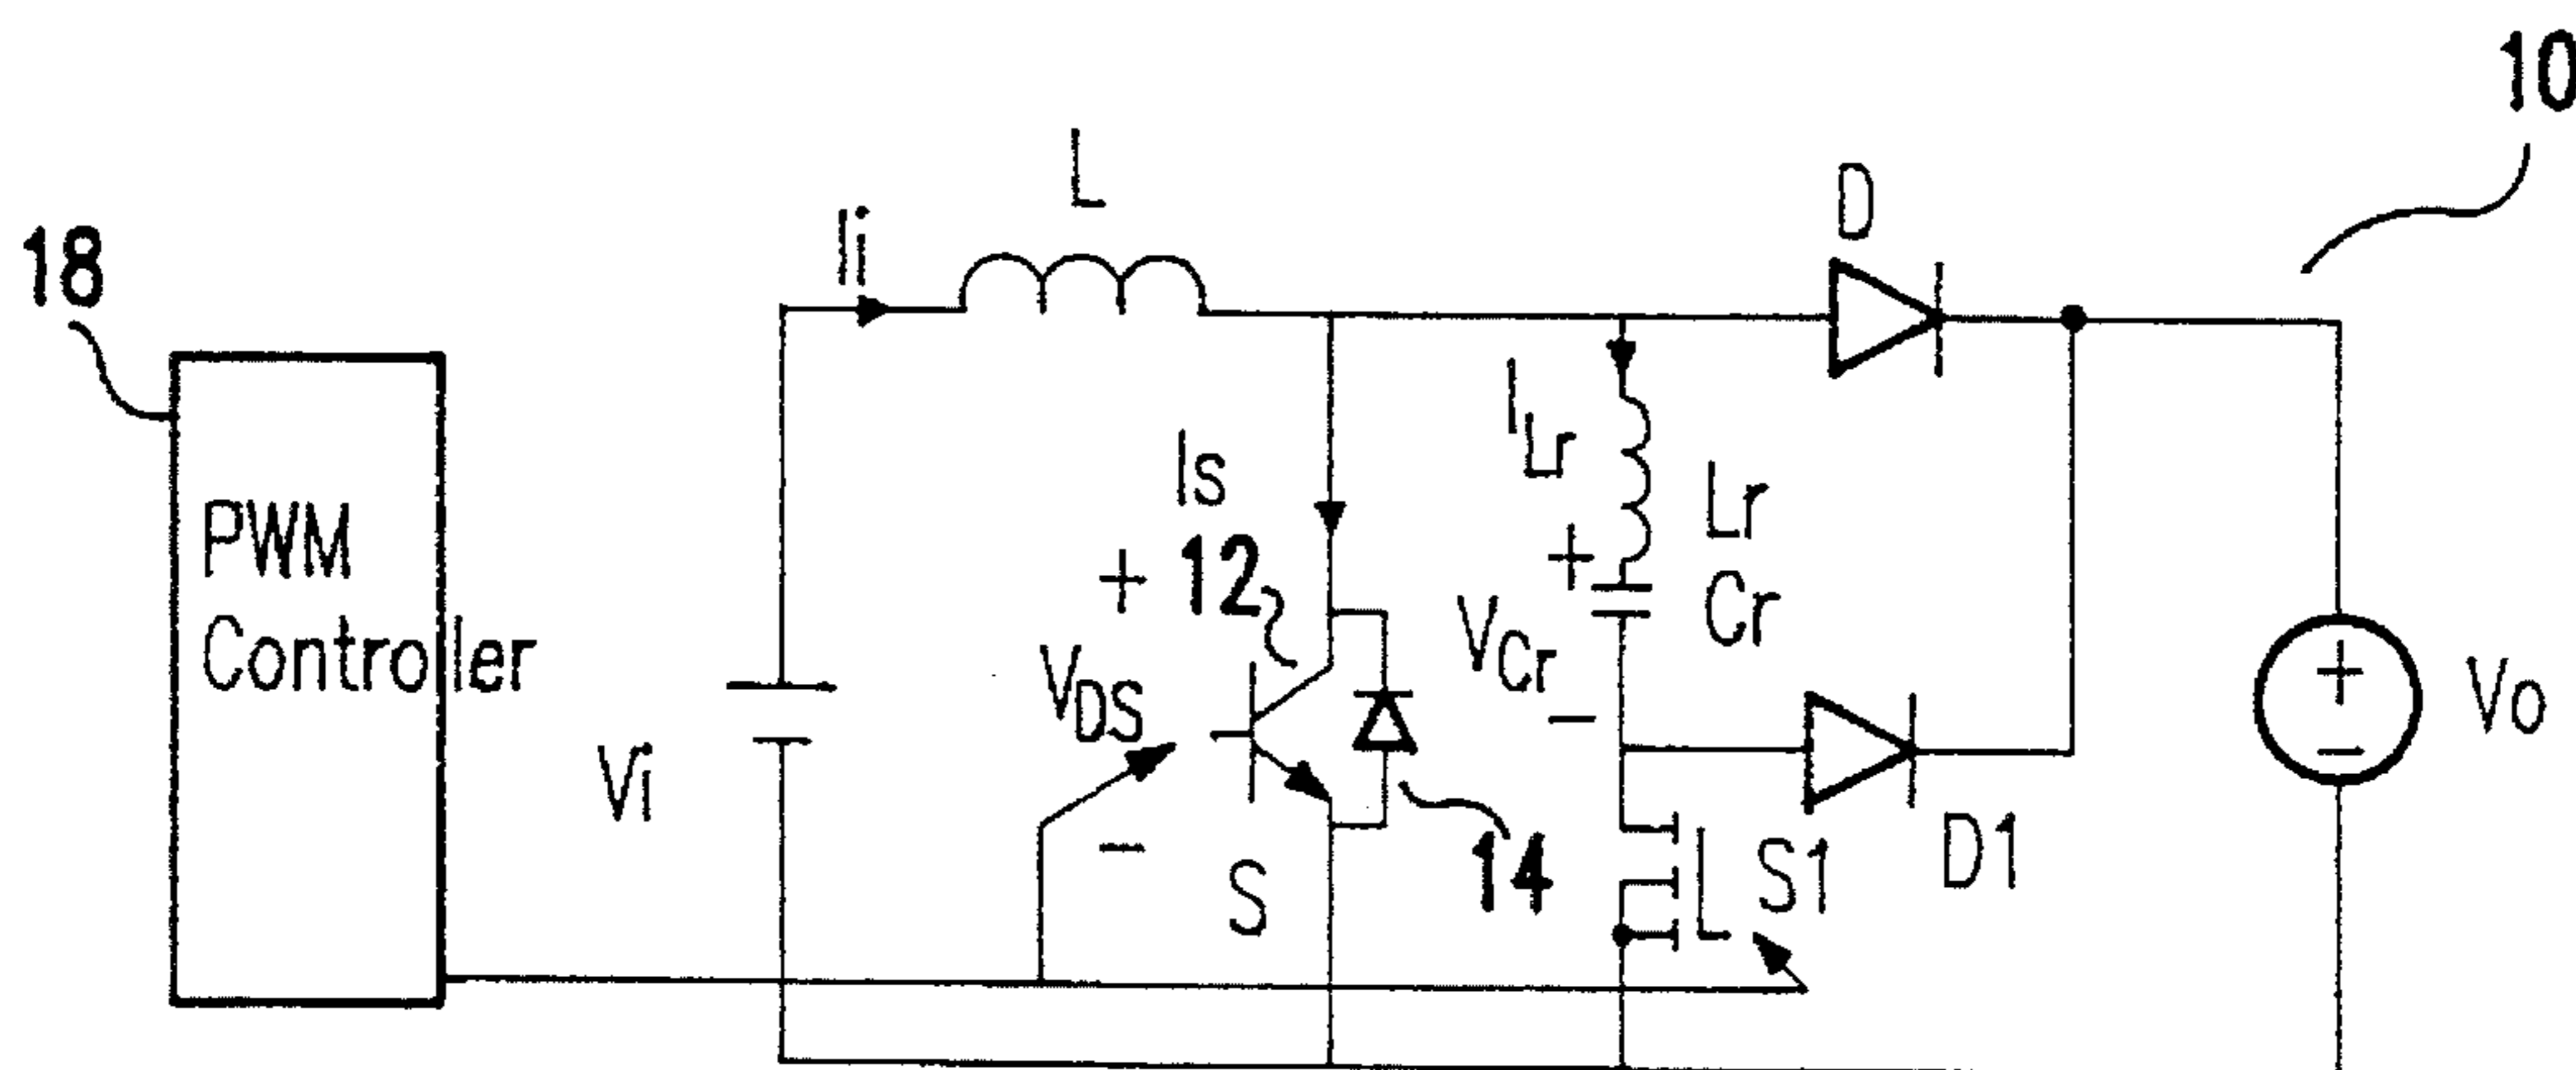 10
L
D
Ii
18
ILr
Is
Lr
+
PWM
+ 12
Cr
Controller
VCr
+
VDS
−
Vo
Vi
−
−
14
S1
D1
S